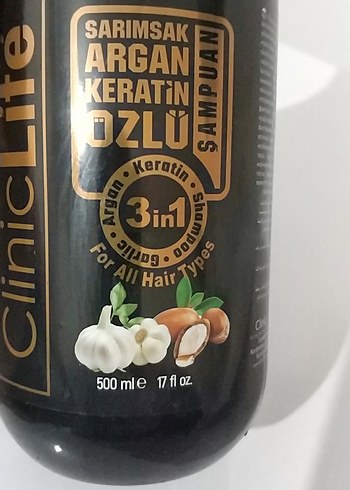 ClinicLife
SARIMSAK
ARGAN
KERATİN
ÖZLÜ
ŞAMPUAN
Argan • Keratin • Shampoo • Garlic •
3in1
For All Hair Types
500 ml e 17 fl oz.